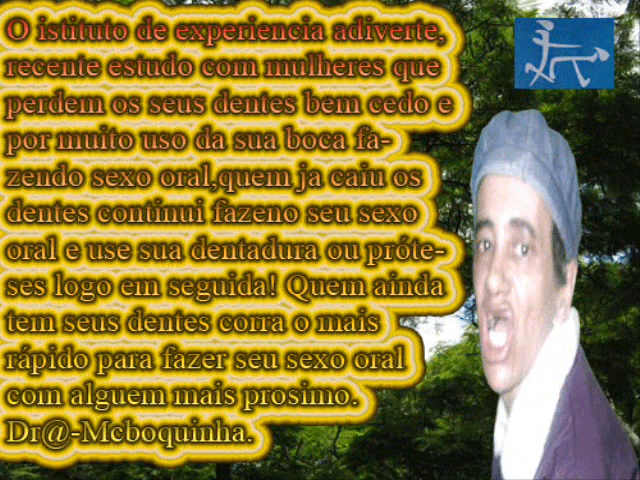 O istituto de experiencia adiverte,
recente estudo com mulheres que
perdem os seus dentes bem cedo e
por muito uso da sua boca fa-
zendo sexo oral,quem ja caiu os
dentes continui fazeno seu sexo
oral e use sua dentadura ou próte-
ses logo em seguida! Quem ainda
tem seus dentes corra o mais
rápido para fazer seu sexo oral
com alguem mais prosimo.
Dr@-Mcboquinha.